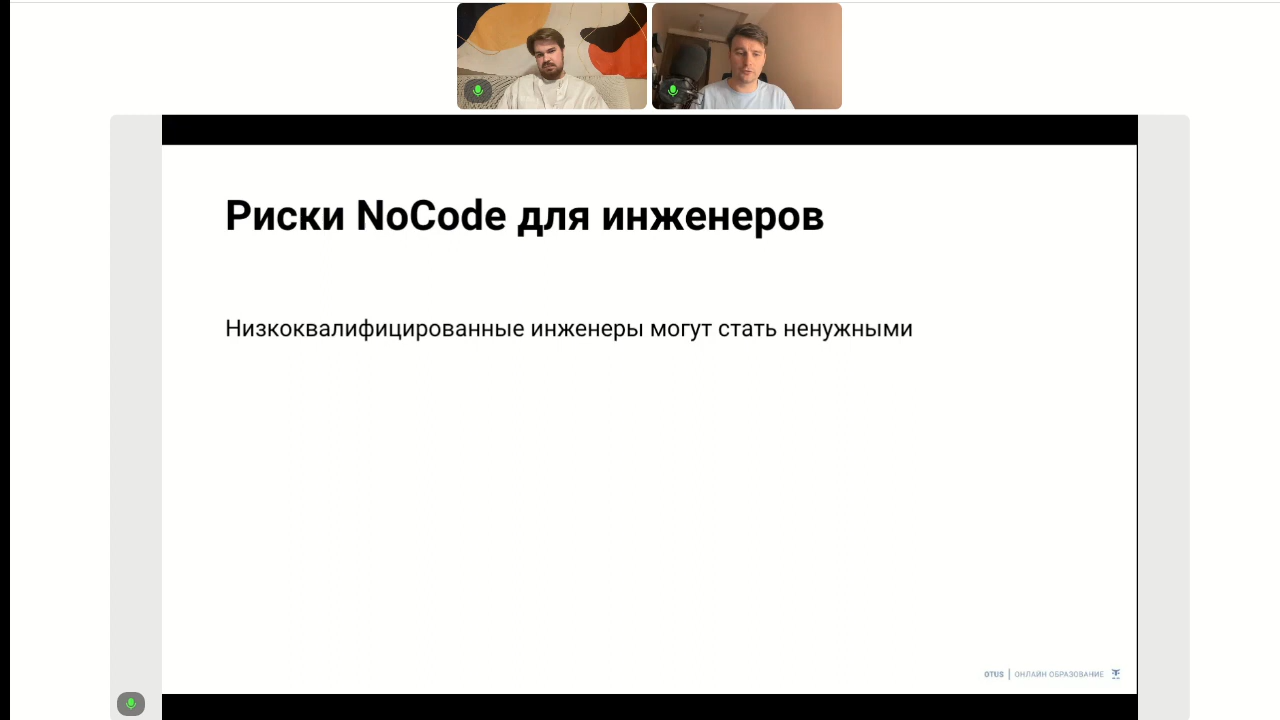 Риски NoCode для инженеров
Низкоквалифицированные инженеры могут стать ненужными
OTUS | ОНЛАЙН ОБРАЗОВАНИЕ